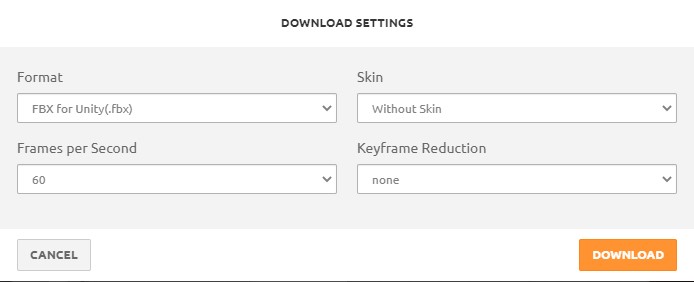 DOWNLOAD SETTINGS
Format
Skin
FBX for Unity(.fbx)
Without Skin
Frames per Second
Keyframe Reduction
60
none
CANCEL
DOWNLOAD